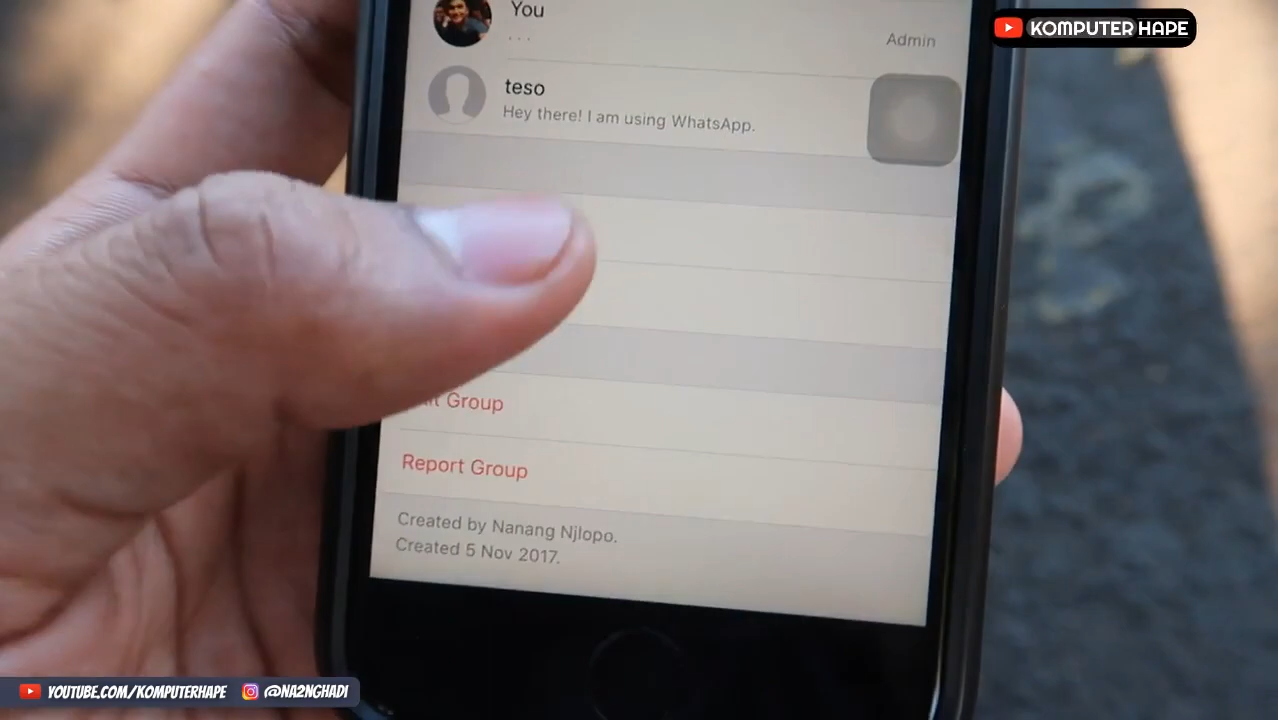 KOMPUTER HAPE
You
...
Admin
teso
Hey there! I am using WhatsApp.
Group
Report Group
Created by Nanang Njlopo.
Created 5 Nov 2017.
YOUTUBE.COM/KOMPUTERHAPE
@NA2NGHADI